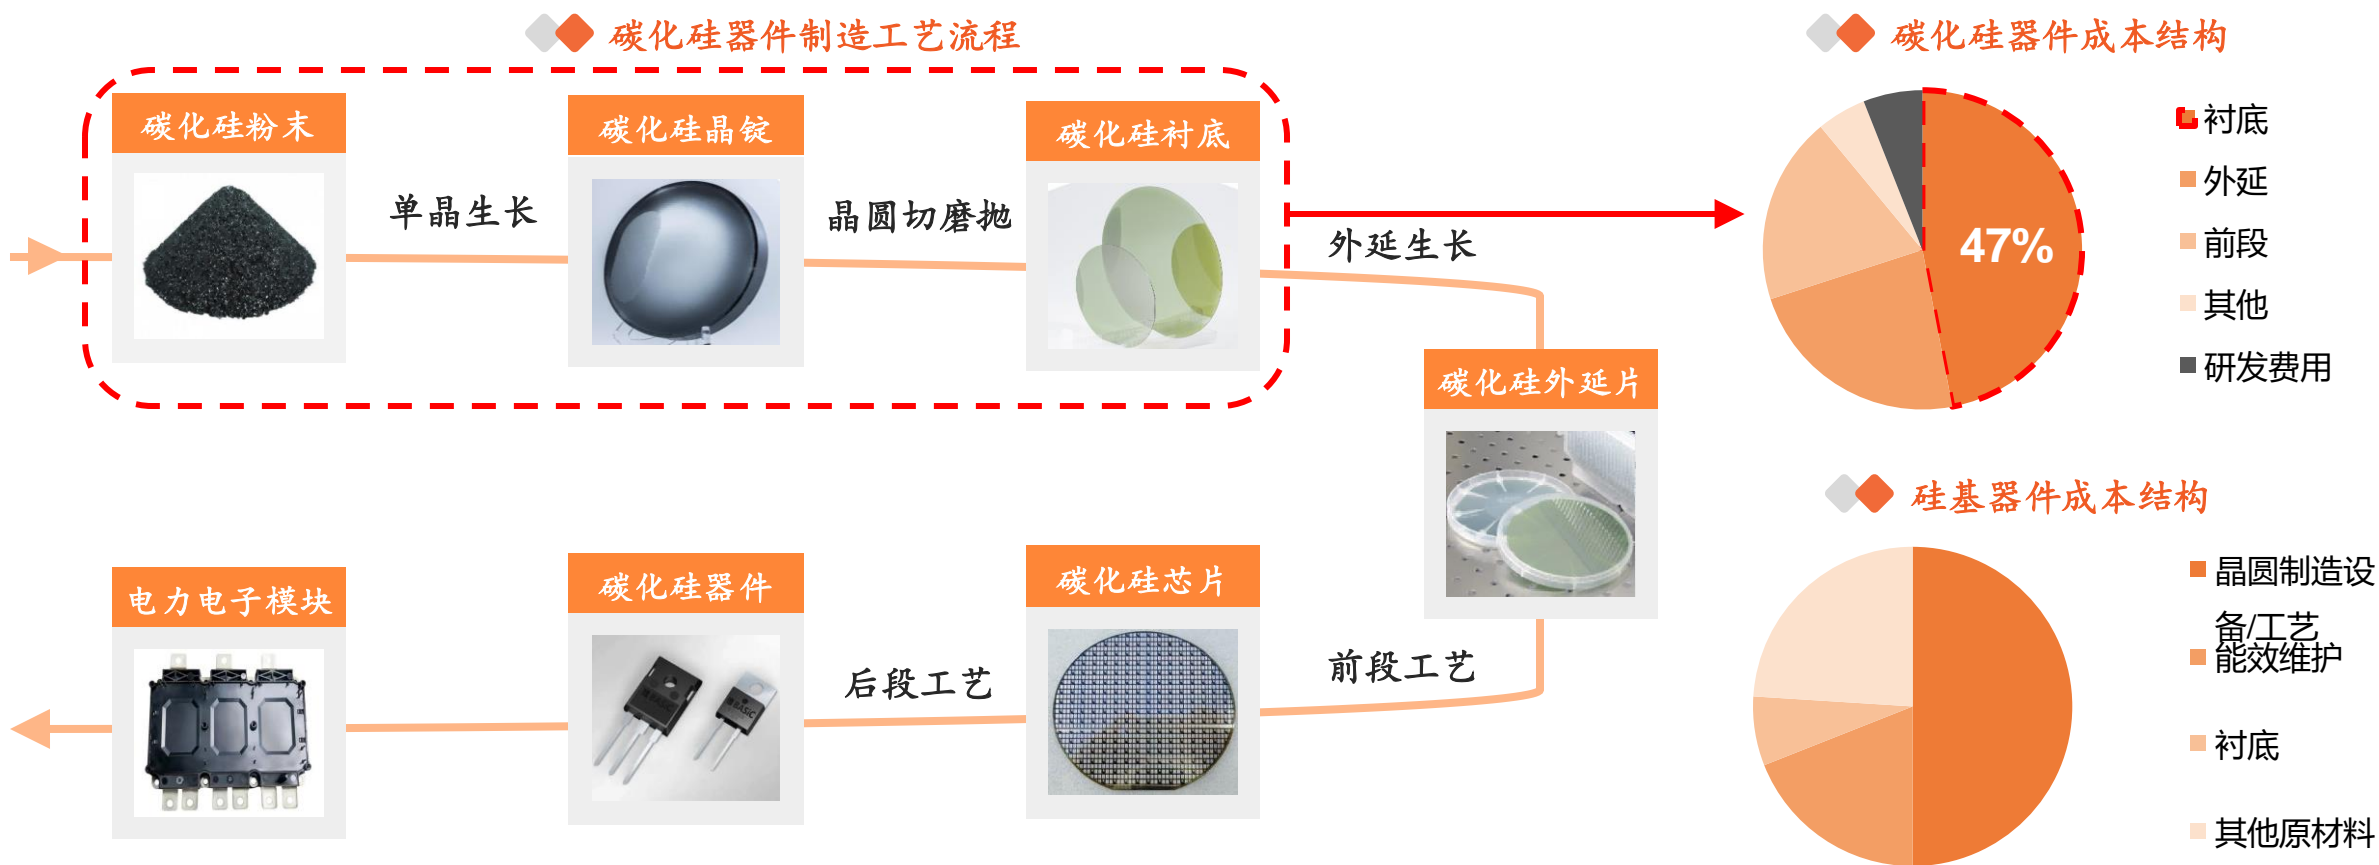 碳化硅器件制造工艺流程
碳化硅粉末
单晶生长
碳化硅晶锭
晶圆切磨抛
碳化硅衬底
外延生长
碳化硅外延片
前段工艺
碳化硅芯片
后段工艺
碳化硅器件
BASiC
BASiC
电力电子模块
碳化硅器件成本结构
47%
衬底
外延
前段
其他
研发费用
硅基器件成本结构
晶圆制造设
备/工艺
能效维护
衬底
其他原材料